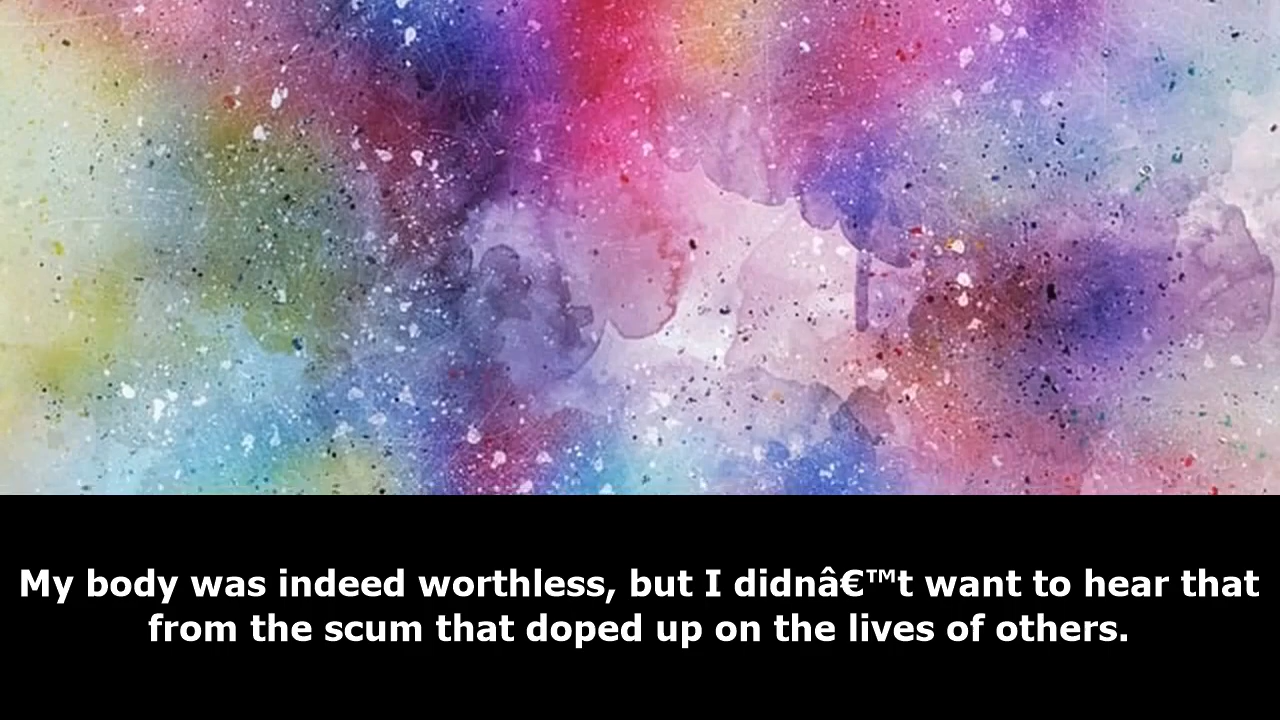 My body was indeed worthless, but I didnâ€™t want to hear that
from the scum that doped up on the lives of others.